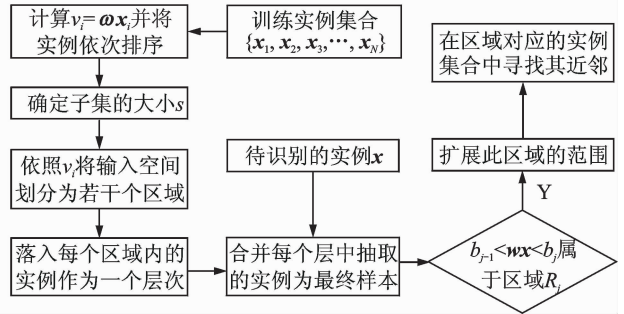 计算vᵢ=ωxᵢ并将
实例依次排序
训练实例集合
{x₁, x₂, x₃,…, x_N}
确定子集的大小s
依照vᵢ将输入空间
划分为若干个区域
落入每个区域内的
实例作为一个层次
待识别的实例x
合并每个层中抽取
的实例为最终样本
b_{j-1}<wx<b_j属
于区域R_j
Y
扩展此区域的范围
在区域对应的实例
集合中寻找其近邻